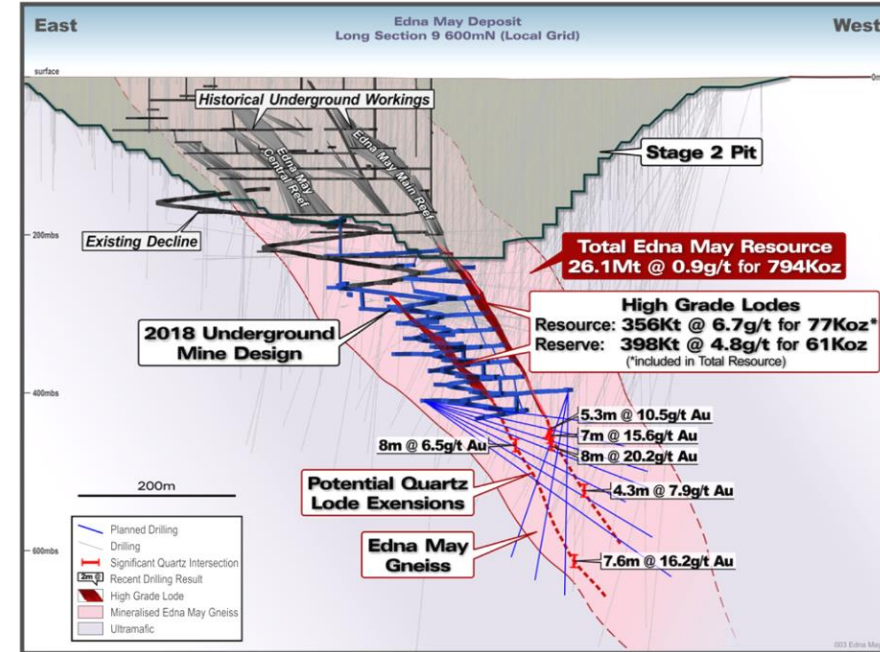 East
Edna May Deposit
Long Section 9 600mN (Local Grid)
West
surface
Historical Underground Workings
Edna May
Central Reef
Edna May Main Reef
Stage 2 Pit
200mbs
Existing Decline
Total Edna May Resource
26.1Mt @ 0.9g/t for 794Koz
High Grade Lodes
Resource: 356Kt @ 6.7g/t for 77Koz*
Reserve: 398Kt @ 4.8g/t for 61Koz
(*included in Total Resource)
2018 Underground
Mine Design
400mbs
5.3m @ 10.5g/t Au
7m @ 15.6g/t Au
8m @ 20.2g/t Au
8m @ 6.5g/t Au
4.3m @ 7.9g/t Au
Potential Quartz
Lode Exensions
200m
Edna May
Gneiss
600mbs
7.6m @ 16.2g/t Au
Planned Drilling
Drilling
Significant Quartz Intersection
2m @
Recent Drilling Result
High Grade Lode
Mineralised Edna May Gneiss
Ultramafic